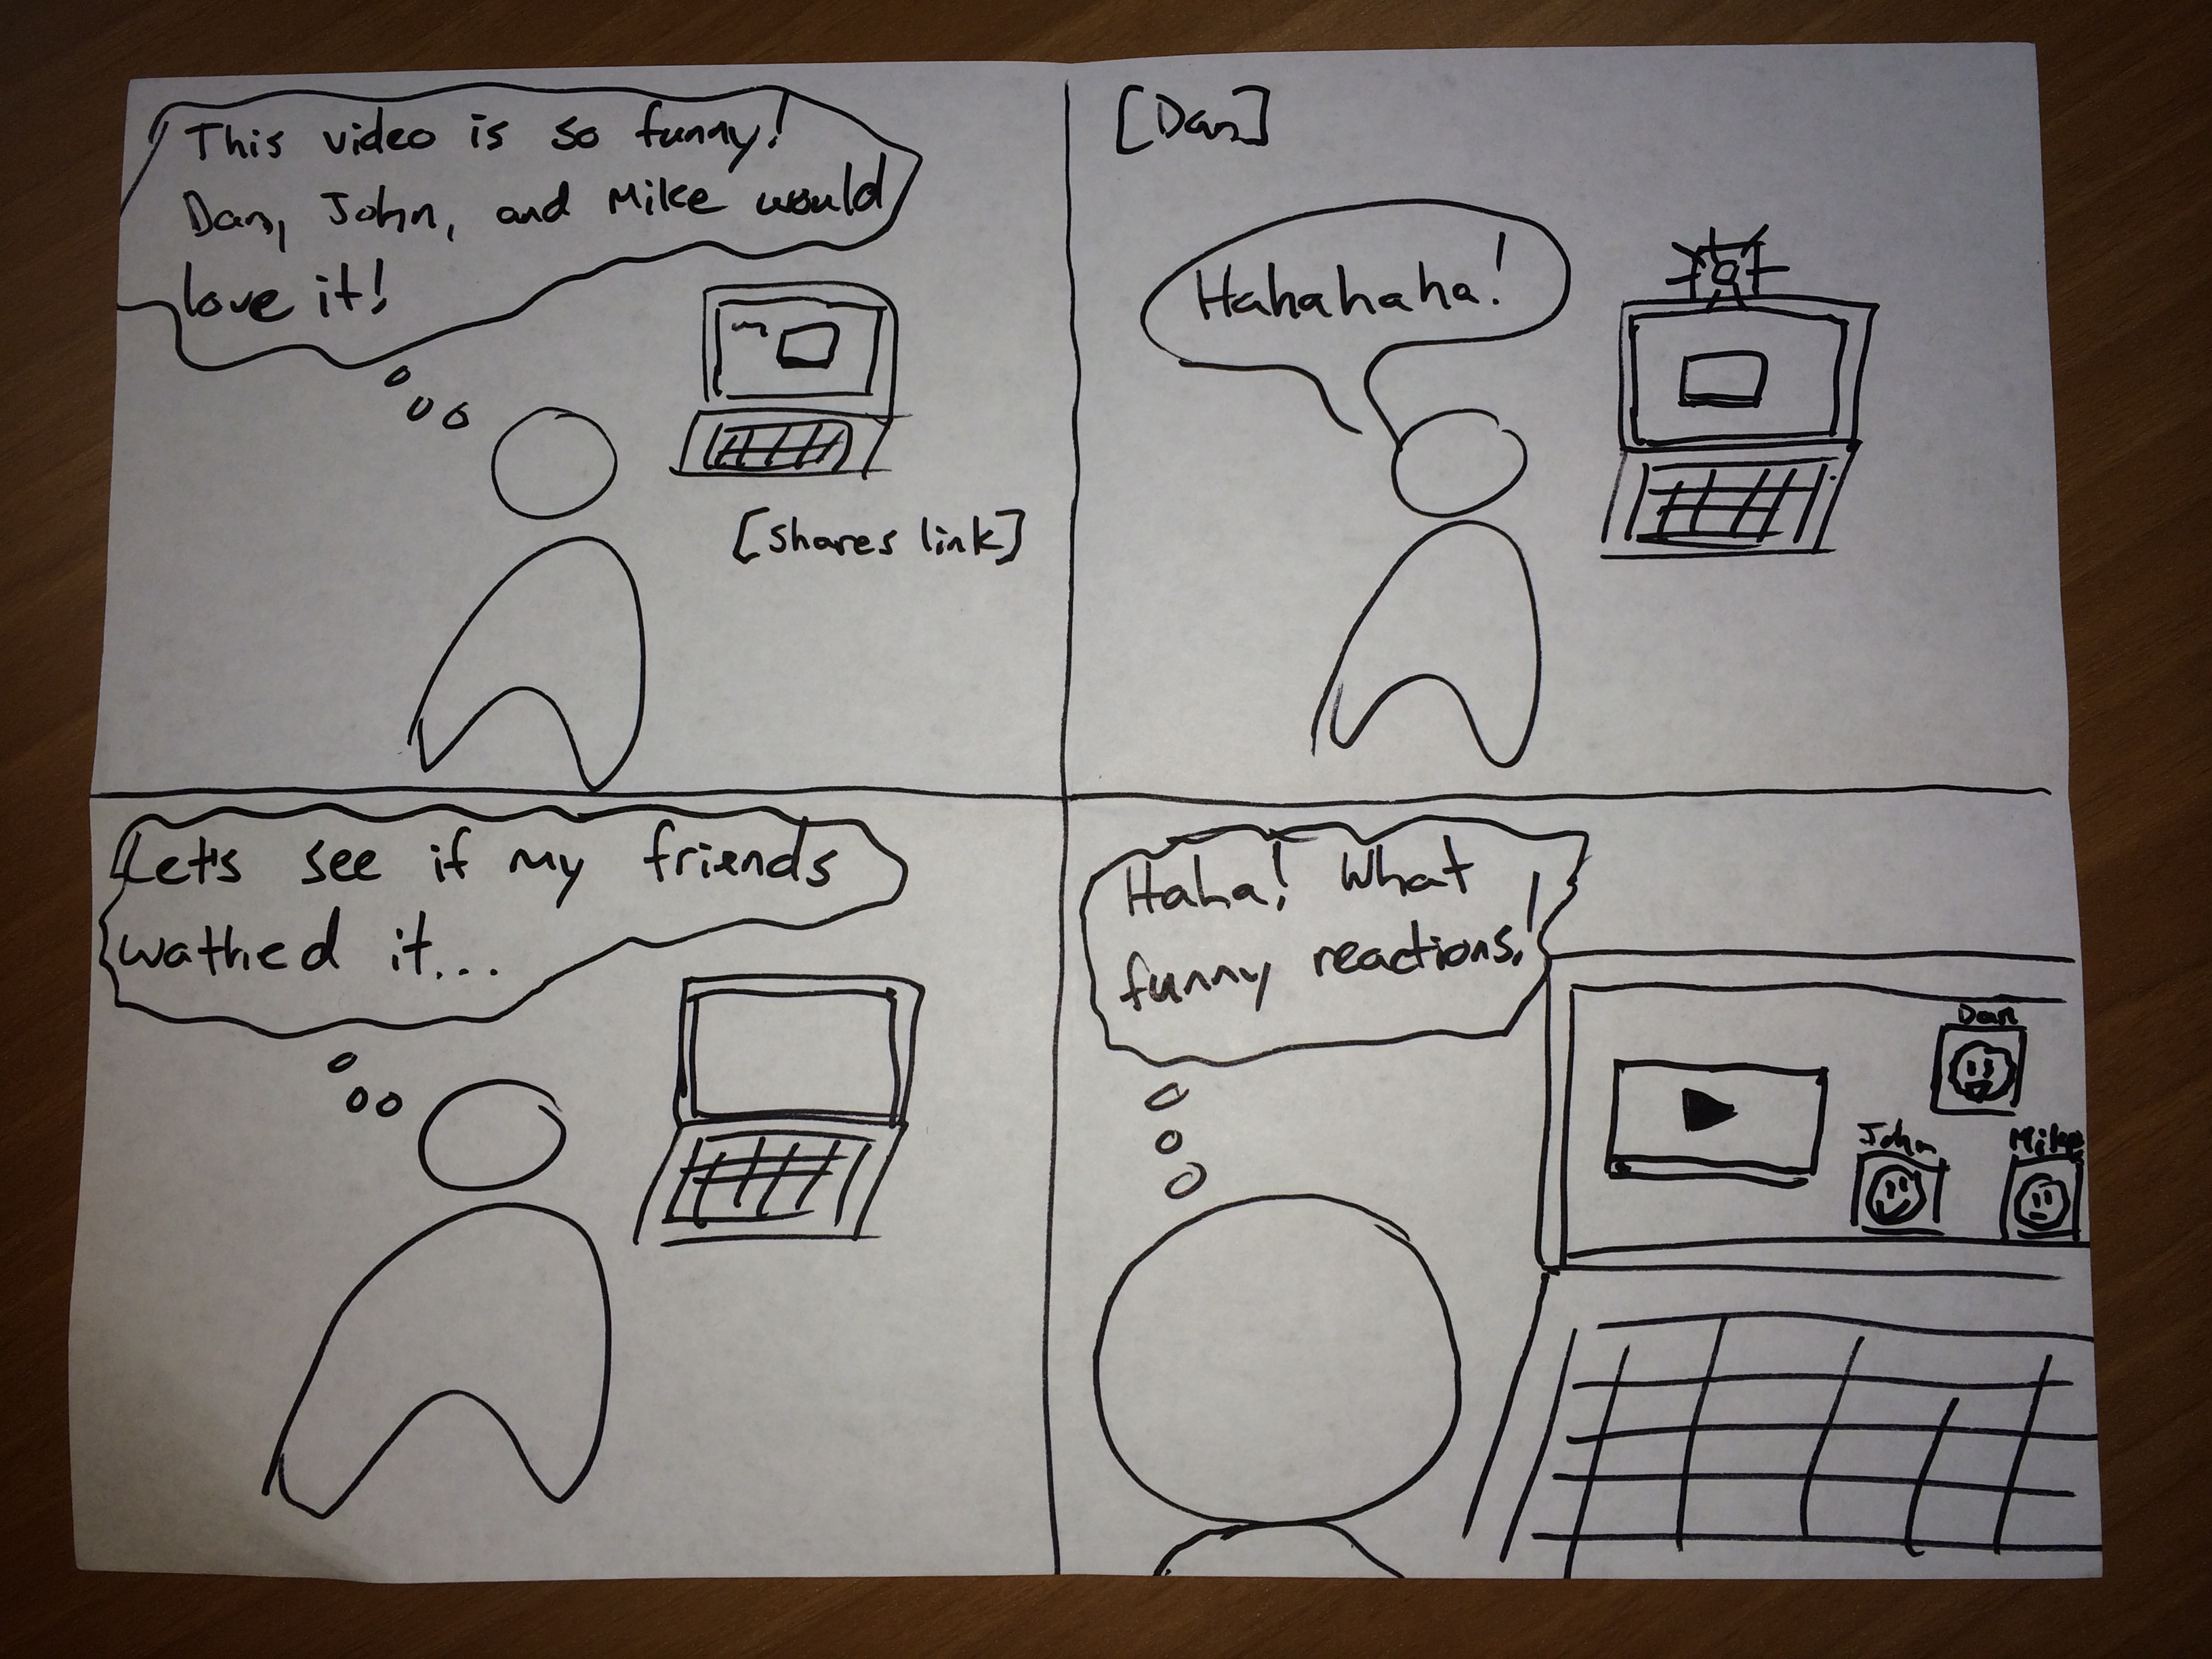 This video is so funny!
Dan, John, and Mike would
love it!
[shares link]
[Dan]
Hahahaha!
Let's see if my friends
wathed it...
Haha! What
funny reactions!
Dan
John
Mike